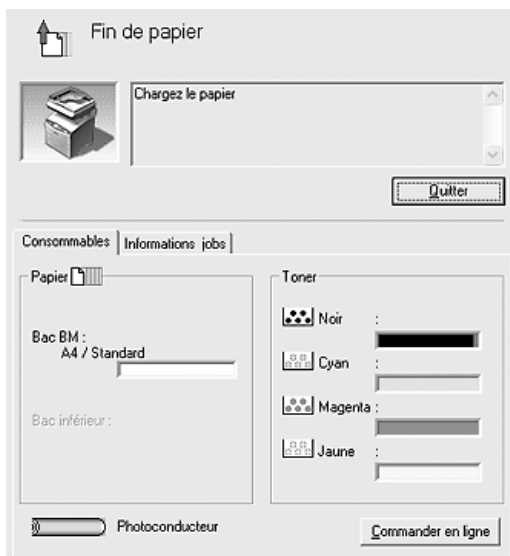 Fin de papier
Chargez le papier
Quitter
Consommables
Informations jobs
Papier
Bac BM :
A4 / Standard
Bac inférieur :
Toner
Noir :
Cyan :
Magenta :
Jaune :
Photoconducteur
Commander en ligne